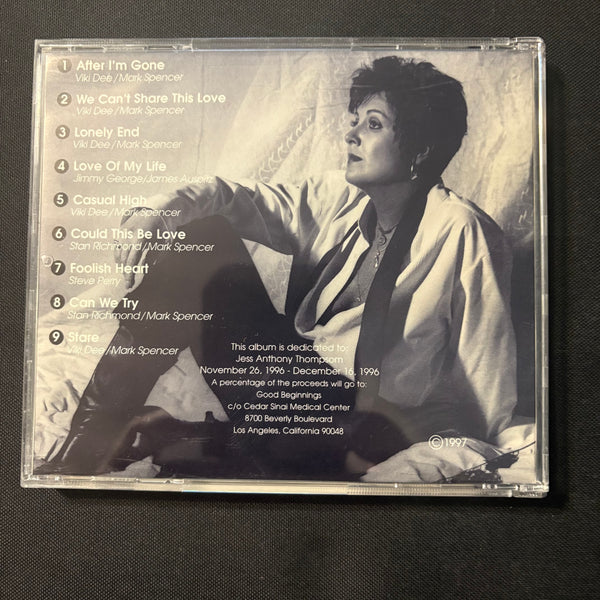 1 After I'm Gone
Viki Dee/Mark Spencer
2 We Can't Share This Love
Viki Dee/Mark Spencer
3 Lonely End
Viki Dee/Mark Spencer
4 Love Of My Life
Jimmy George/James Auspitz
5 Casual High
Viki Dee/Mark Spencer
6 Could This Be Love
Stan Richmond/Mark Spencer
7 Foolish Heart
Steve Perry
8 Can We Try
Stan Richmond/Mark Spencer
9 Stare
Viki Dee/Mark Spencer
This album is dedicated to:
Jess Anthony Thompsom
November 26, 1996 - December 16, 1996
A percentage of the proceeds will go to:
Good Beginnings
c/o Cedar Sinai Medical Center
8700 Beverly Boulevard
Los Angeles, California 90048
©1997